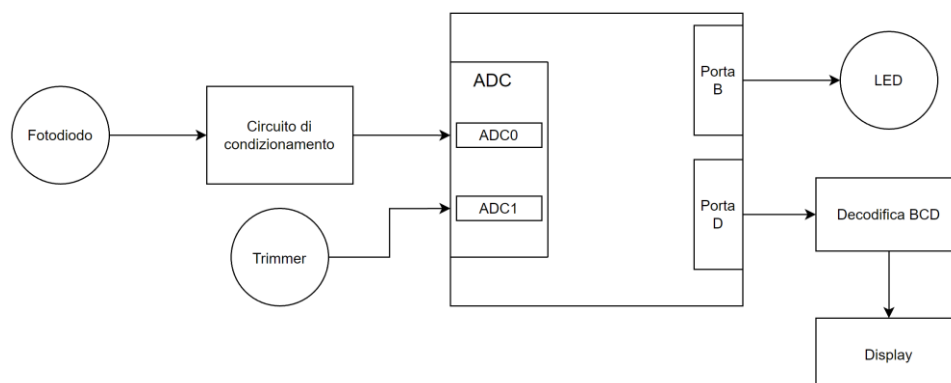 Fotodiodo
Circuito di
condizionamento
Trimmer
ADC
ADC0
ADC1
Porta
B
Porta
D
LED
Decodifica BCD
Display